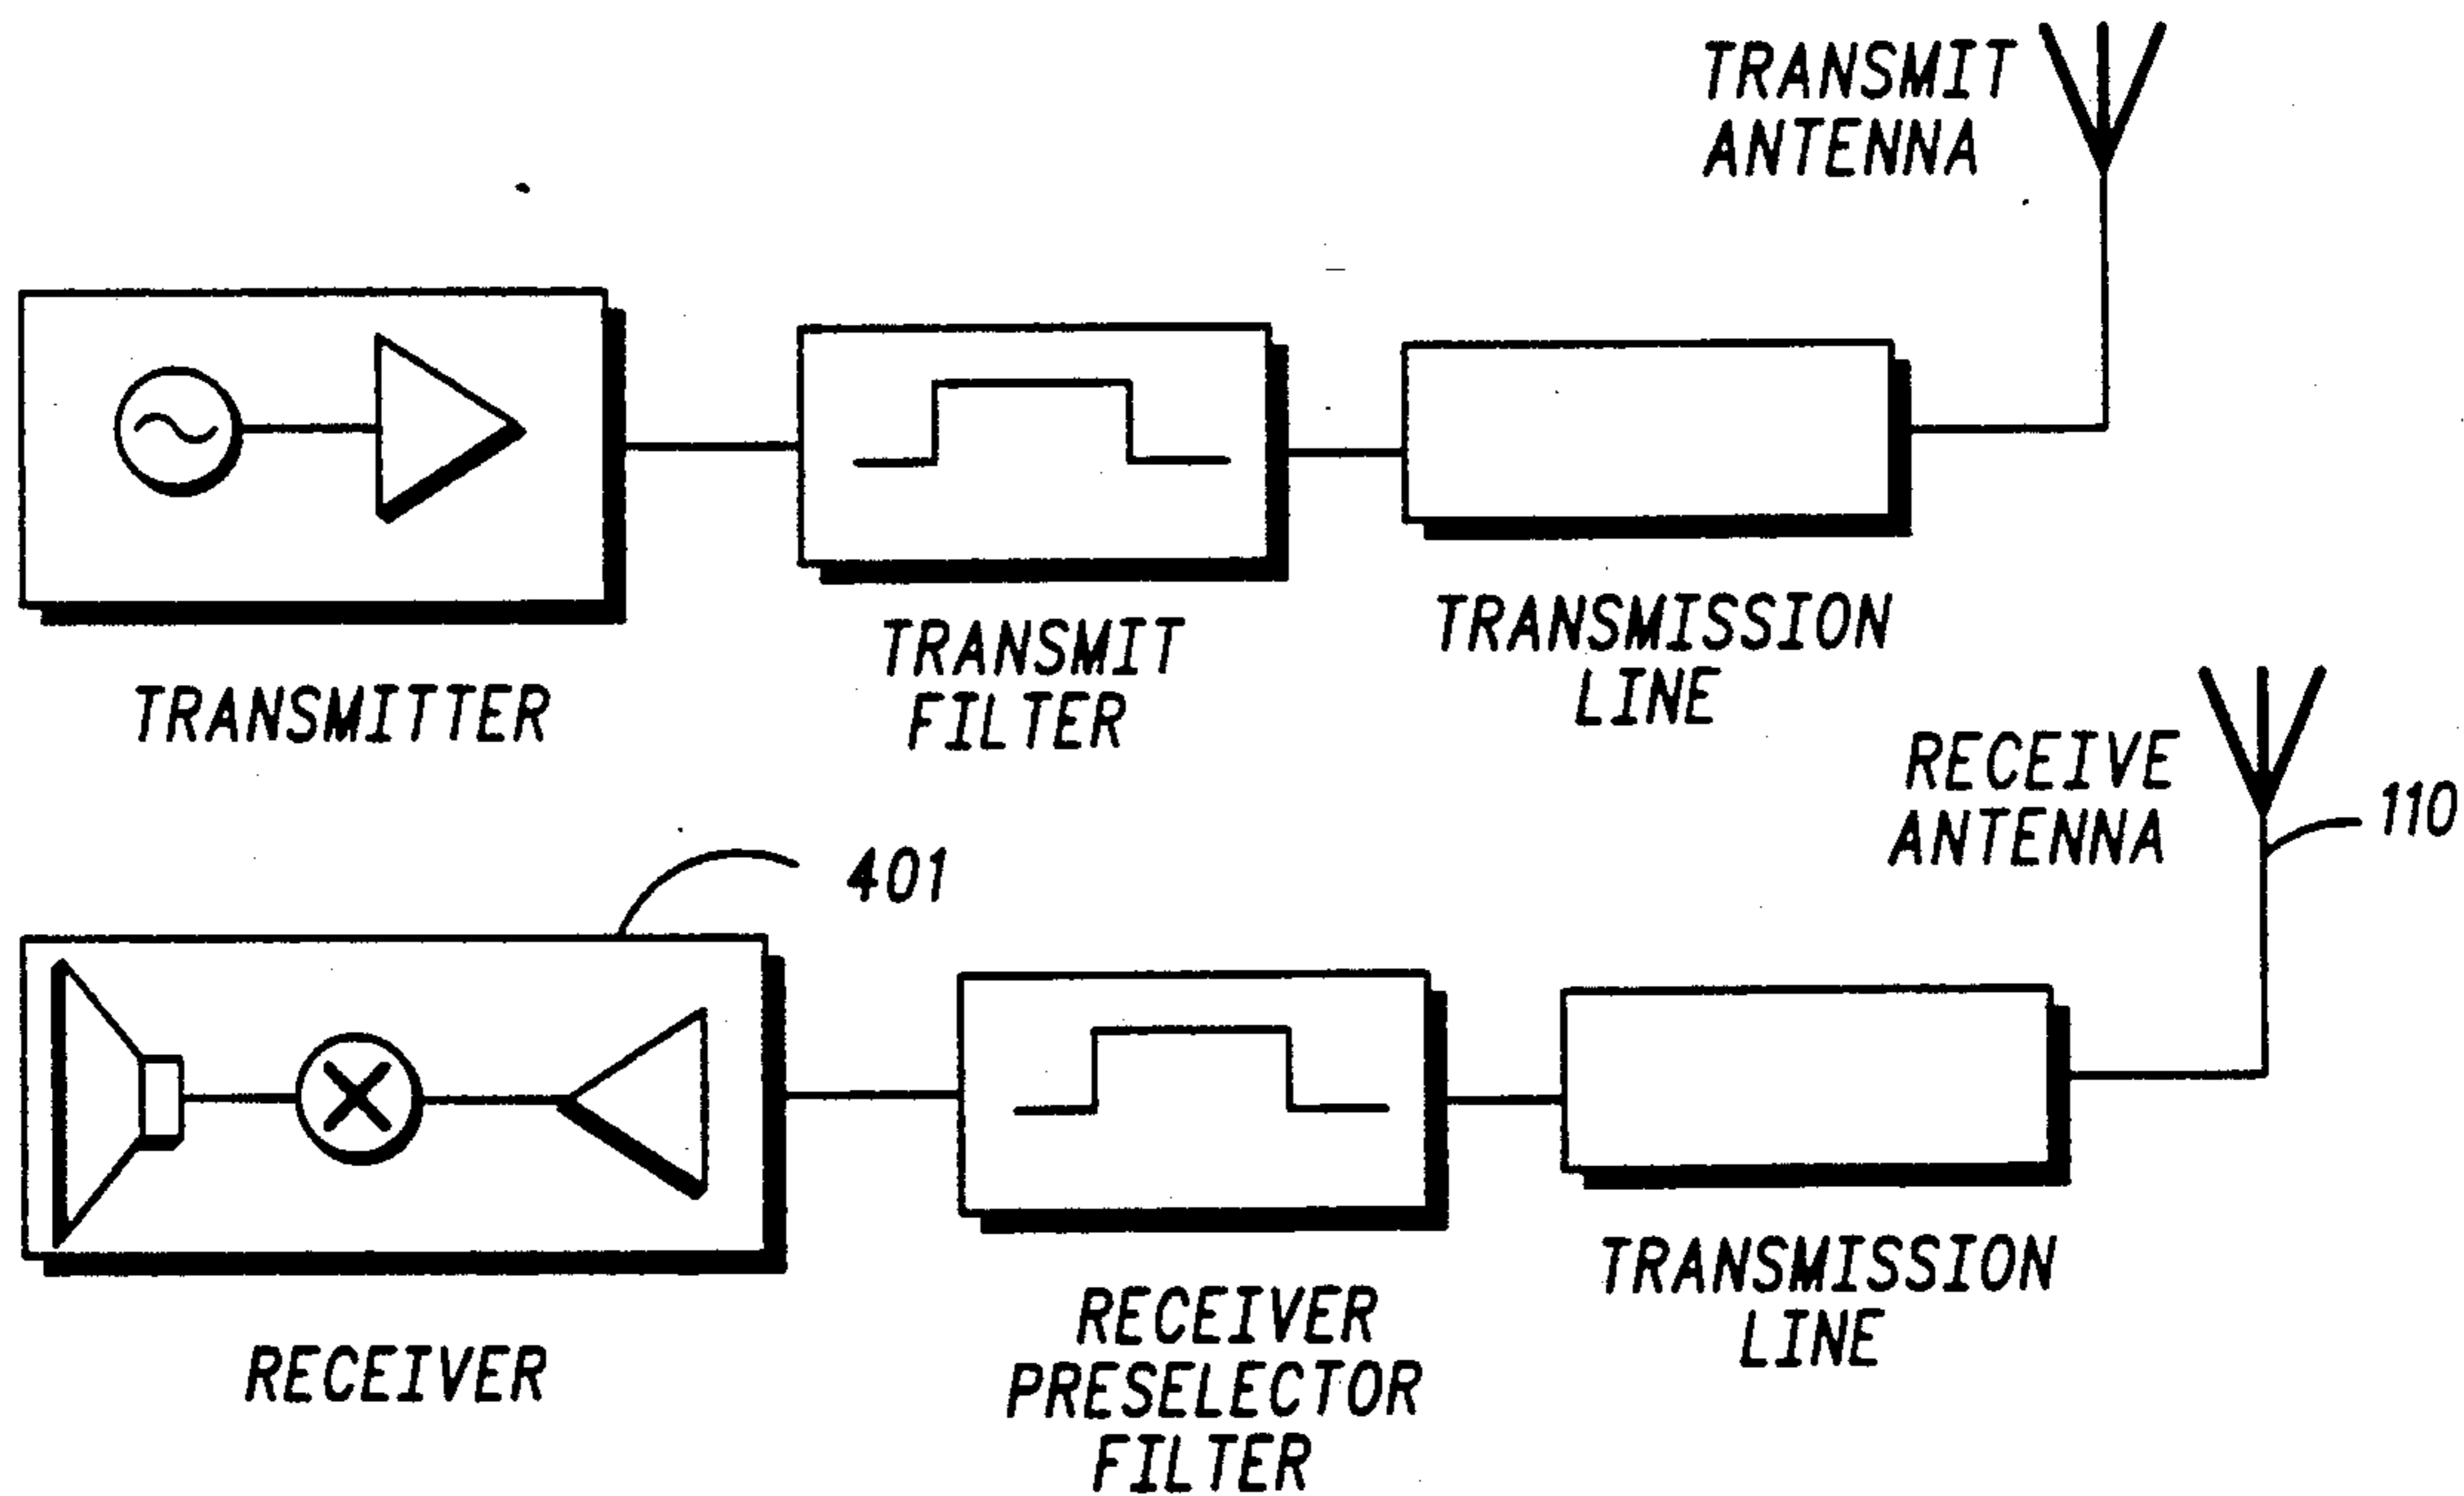 TRANSMIT
ANTENNA
TRANSMITTER
TRANSMIT
FILTER
TRANSMISSION
LINE
RECEIVE
ANTENNA
110
401
RECEIVER
RECEIVER
PRESELECTOR
FILTER
TRANSMISSION
LINE